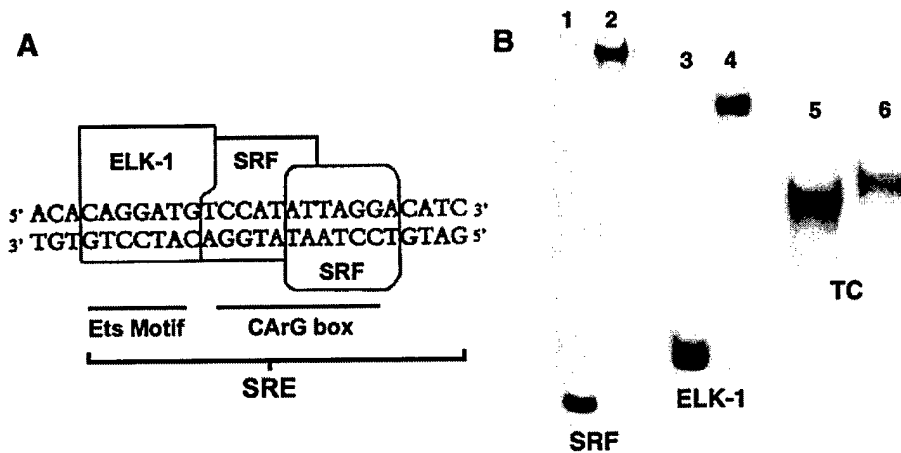 A
ELK-1 SRF
5' ACACAGGATGTCCATATTAGGACATC 3'
3' TGTGTCCTACAGGTATAATCCTGTAG 5'
SRF
Ets Motif CArG box
SRE
B
1 2
3 4
5 6
TC
ELK-1
SRF